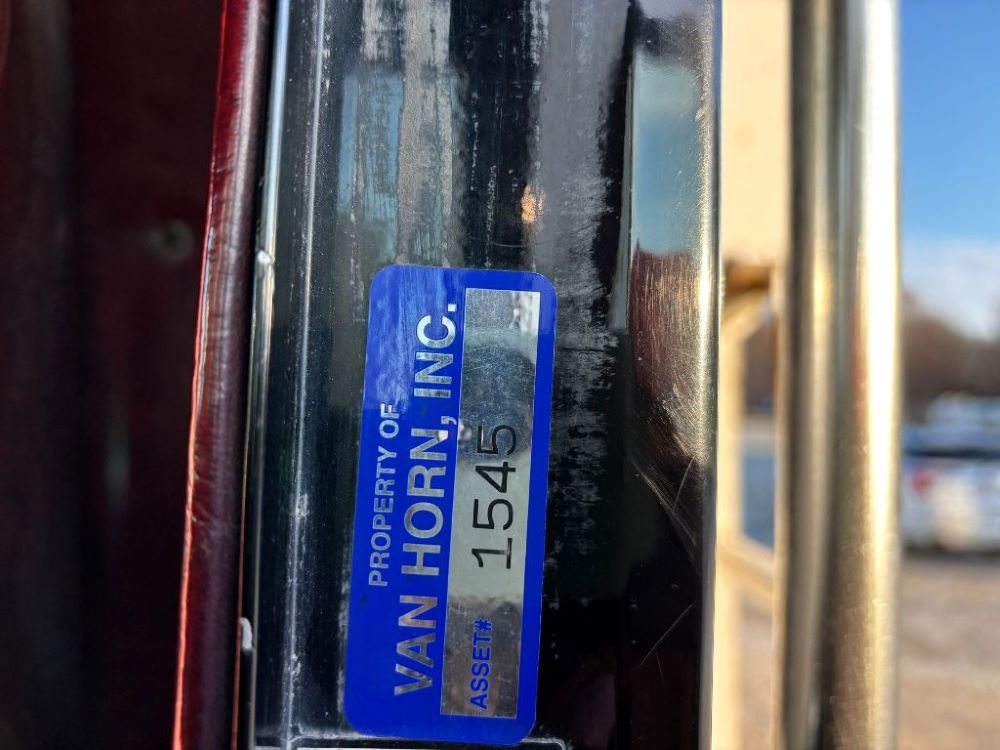 PROPERTY OF
VAN HORN, INC.
ASSET# 1545